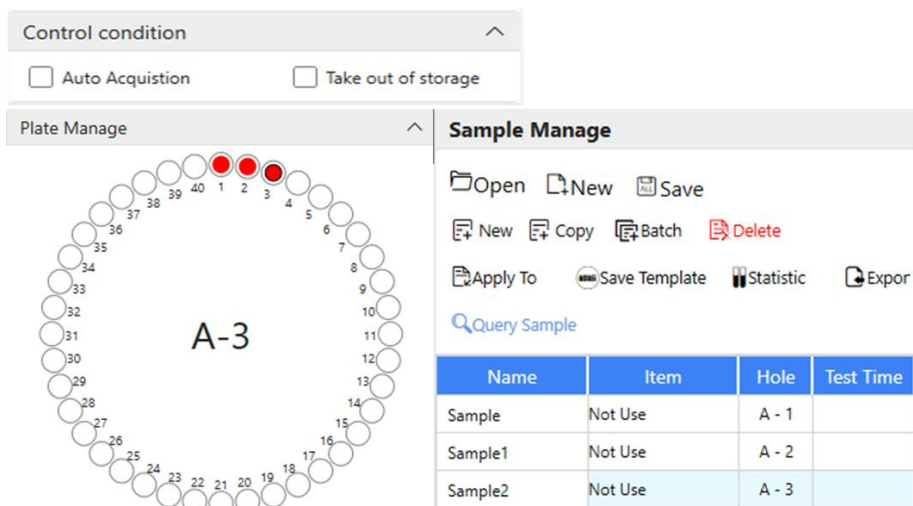 Control condition
Auto Acquistion Take out of storage
Plate Manage
40 1 2 3 4 5 6 7 8 9 10 11 12 13 14 15 16 17 18 19 20 21 22 23 24 25 26 27 28 29 30 31 32 33 34 35 36 37 38 39
A-3
Sample Manage
Open New Save
New Copy Batch Delete
Apply To Save Template Statistic Expor
Query Sample
Name Item Hole Test Time
Sample Not Use A - 1
Sample1 Not Use A - 2
Sample2 Not Use A - 3